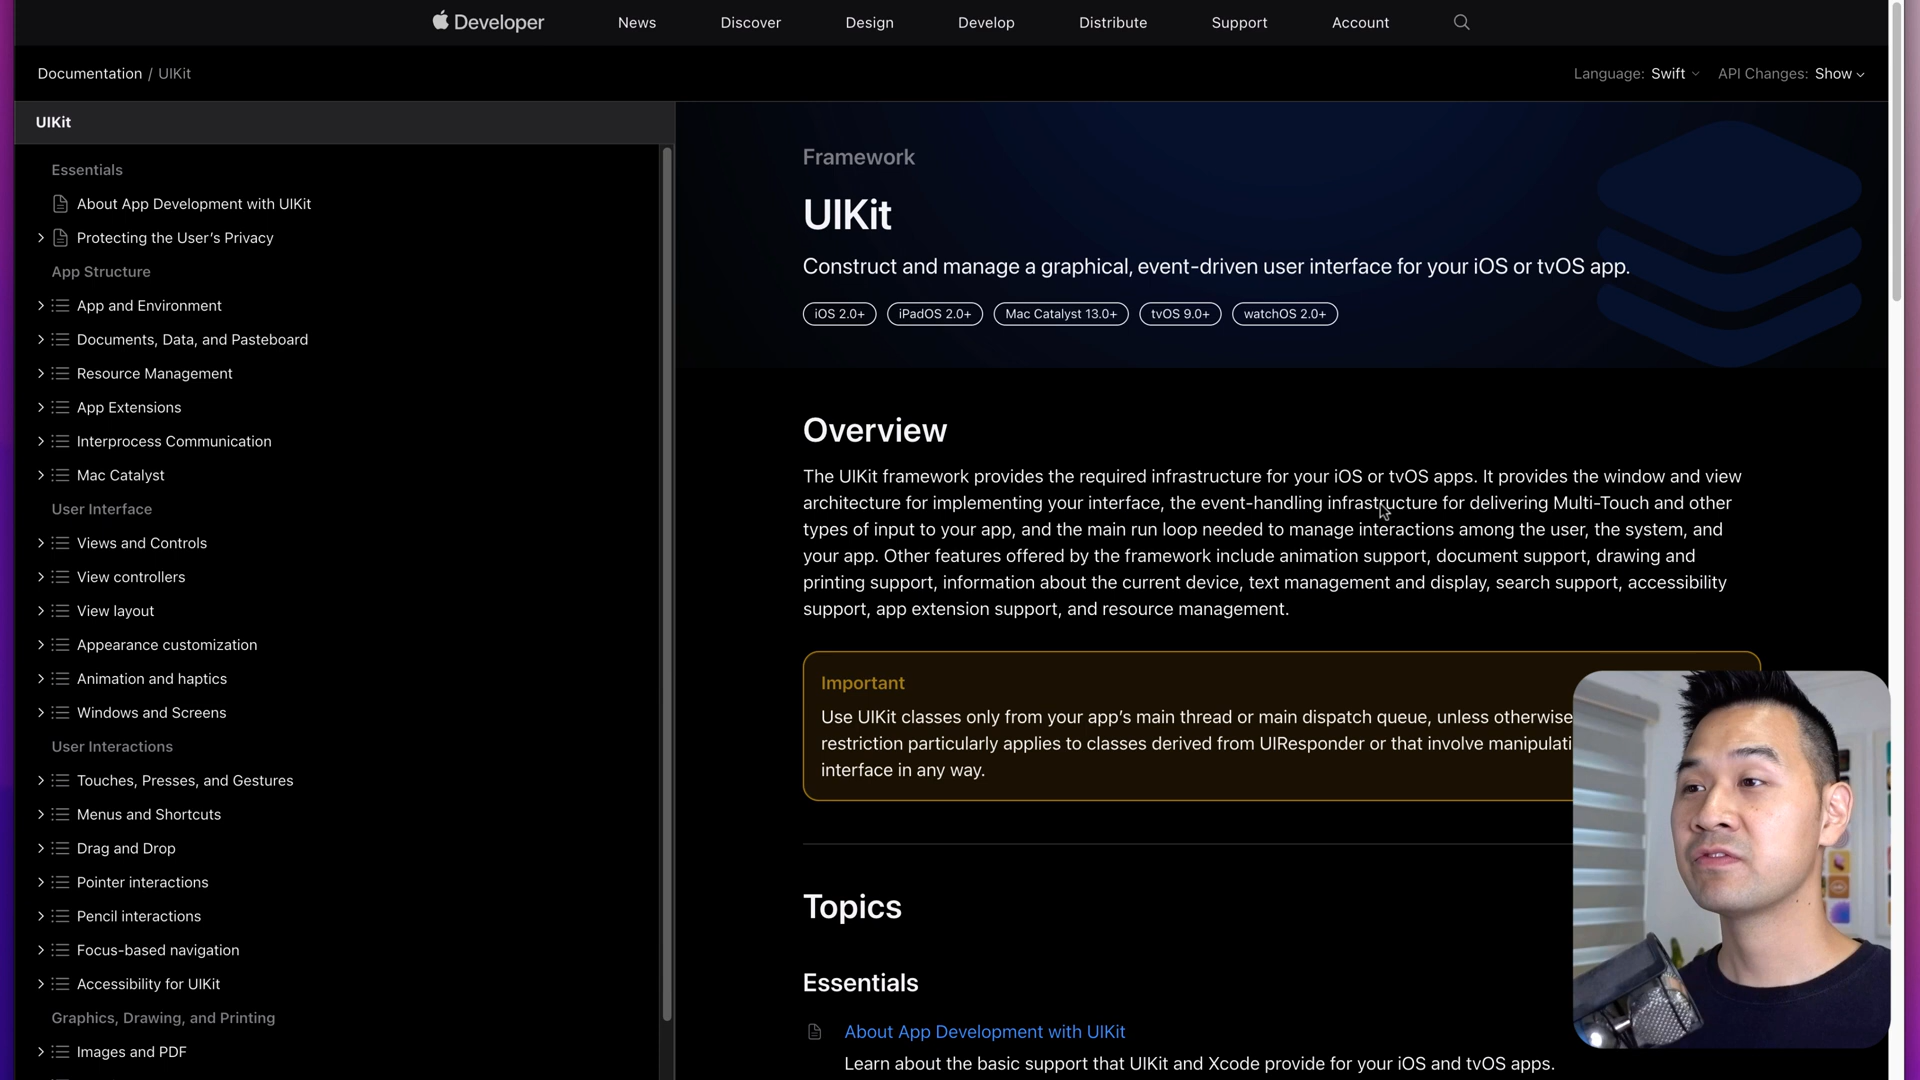 Developer
News
Discover
Design
Develop
Distribute
Support
Account
Documentation / UIKit
Language: Swift
API Changes: Show
UIKit
Essentials
About App Development with UIKit
Protecting the User's Privacy
App Structure
App and Environment
Documents, Data, and Pasteboard
Resource Management
App Extensions
Interprocess Communication
Mac Catalyst
User Interface
Views and Controls
View controllers
View layout
Appearance customization
Animation and haptics
Windows and Screens
User Interactions
Touches, Presses, and Gestures
Menus and Shortcuts
Drag and Drop
Pointer interactions
Pencil interactions
Focus-based navigation
Accessibility for UIKit
Graphics, Drawing, and Printing
Images and PDF
Framework
UIKit
Construct and manage a graphical, event-driven user interface for your iOS or tvOS app.
iOS 2.0+
iPadOS 2.0+
Mac Catalyst 13.0+
tvOS 9.0+
watchOS 2.0+
Overview
The UIKit framework provides the required infrastructure for your iOS or tvOS apps. It provides the window and view
architecture for implementing your interface, the event-handling infrastructure for delivering Multi-Touch and other
types of input to your app, and the main run loop needed to manage interactions among the user, the system, and
your app. Other features offered by the framework include animation support, document support, drawing and
printing support, information about the current device, text management and display, search support, accessibility
support, app extension support, and resource management.
Important
Use UIKit classes only from your app's main thread or main dispatch queue, unless otherwise
restriction particularly applies to classes derived from UIResponder or that involve
interface in any way.
Topics
Essentials
About App Development with UIKit
Learn about the basic support that UIKit and Xcode provide for your iOS and tvOS apps.